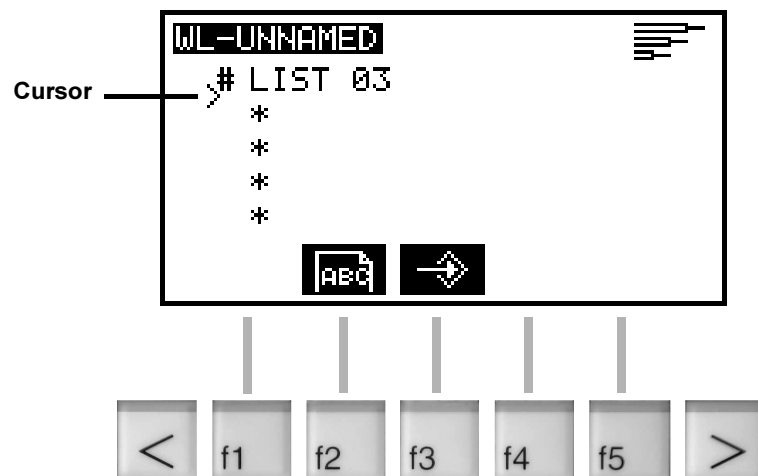 WL-UNNAMED
Cursor
# LIST 03
*
*
*
*
ABC
< f1 f2 f3 f4 f5 >